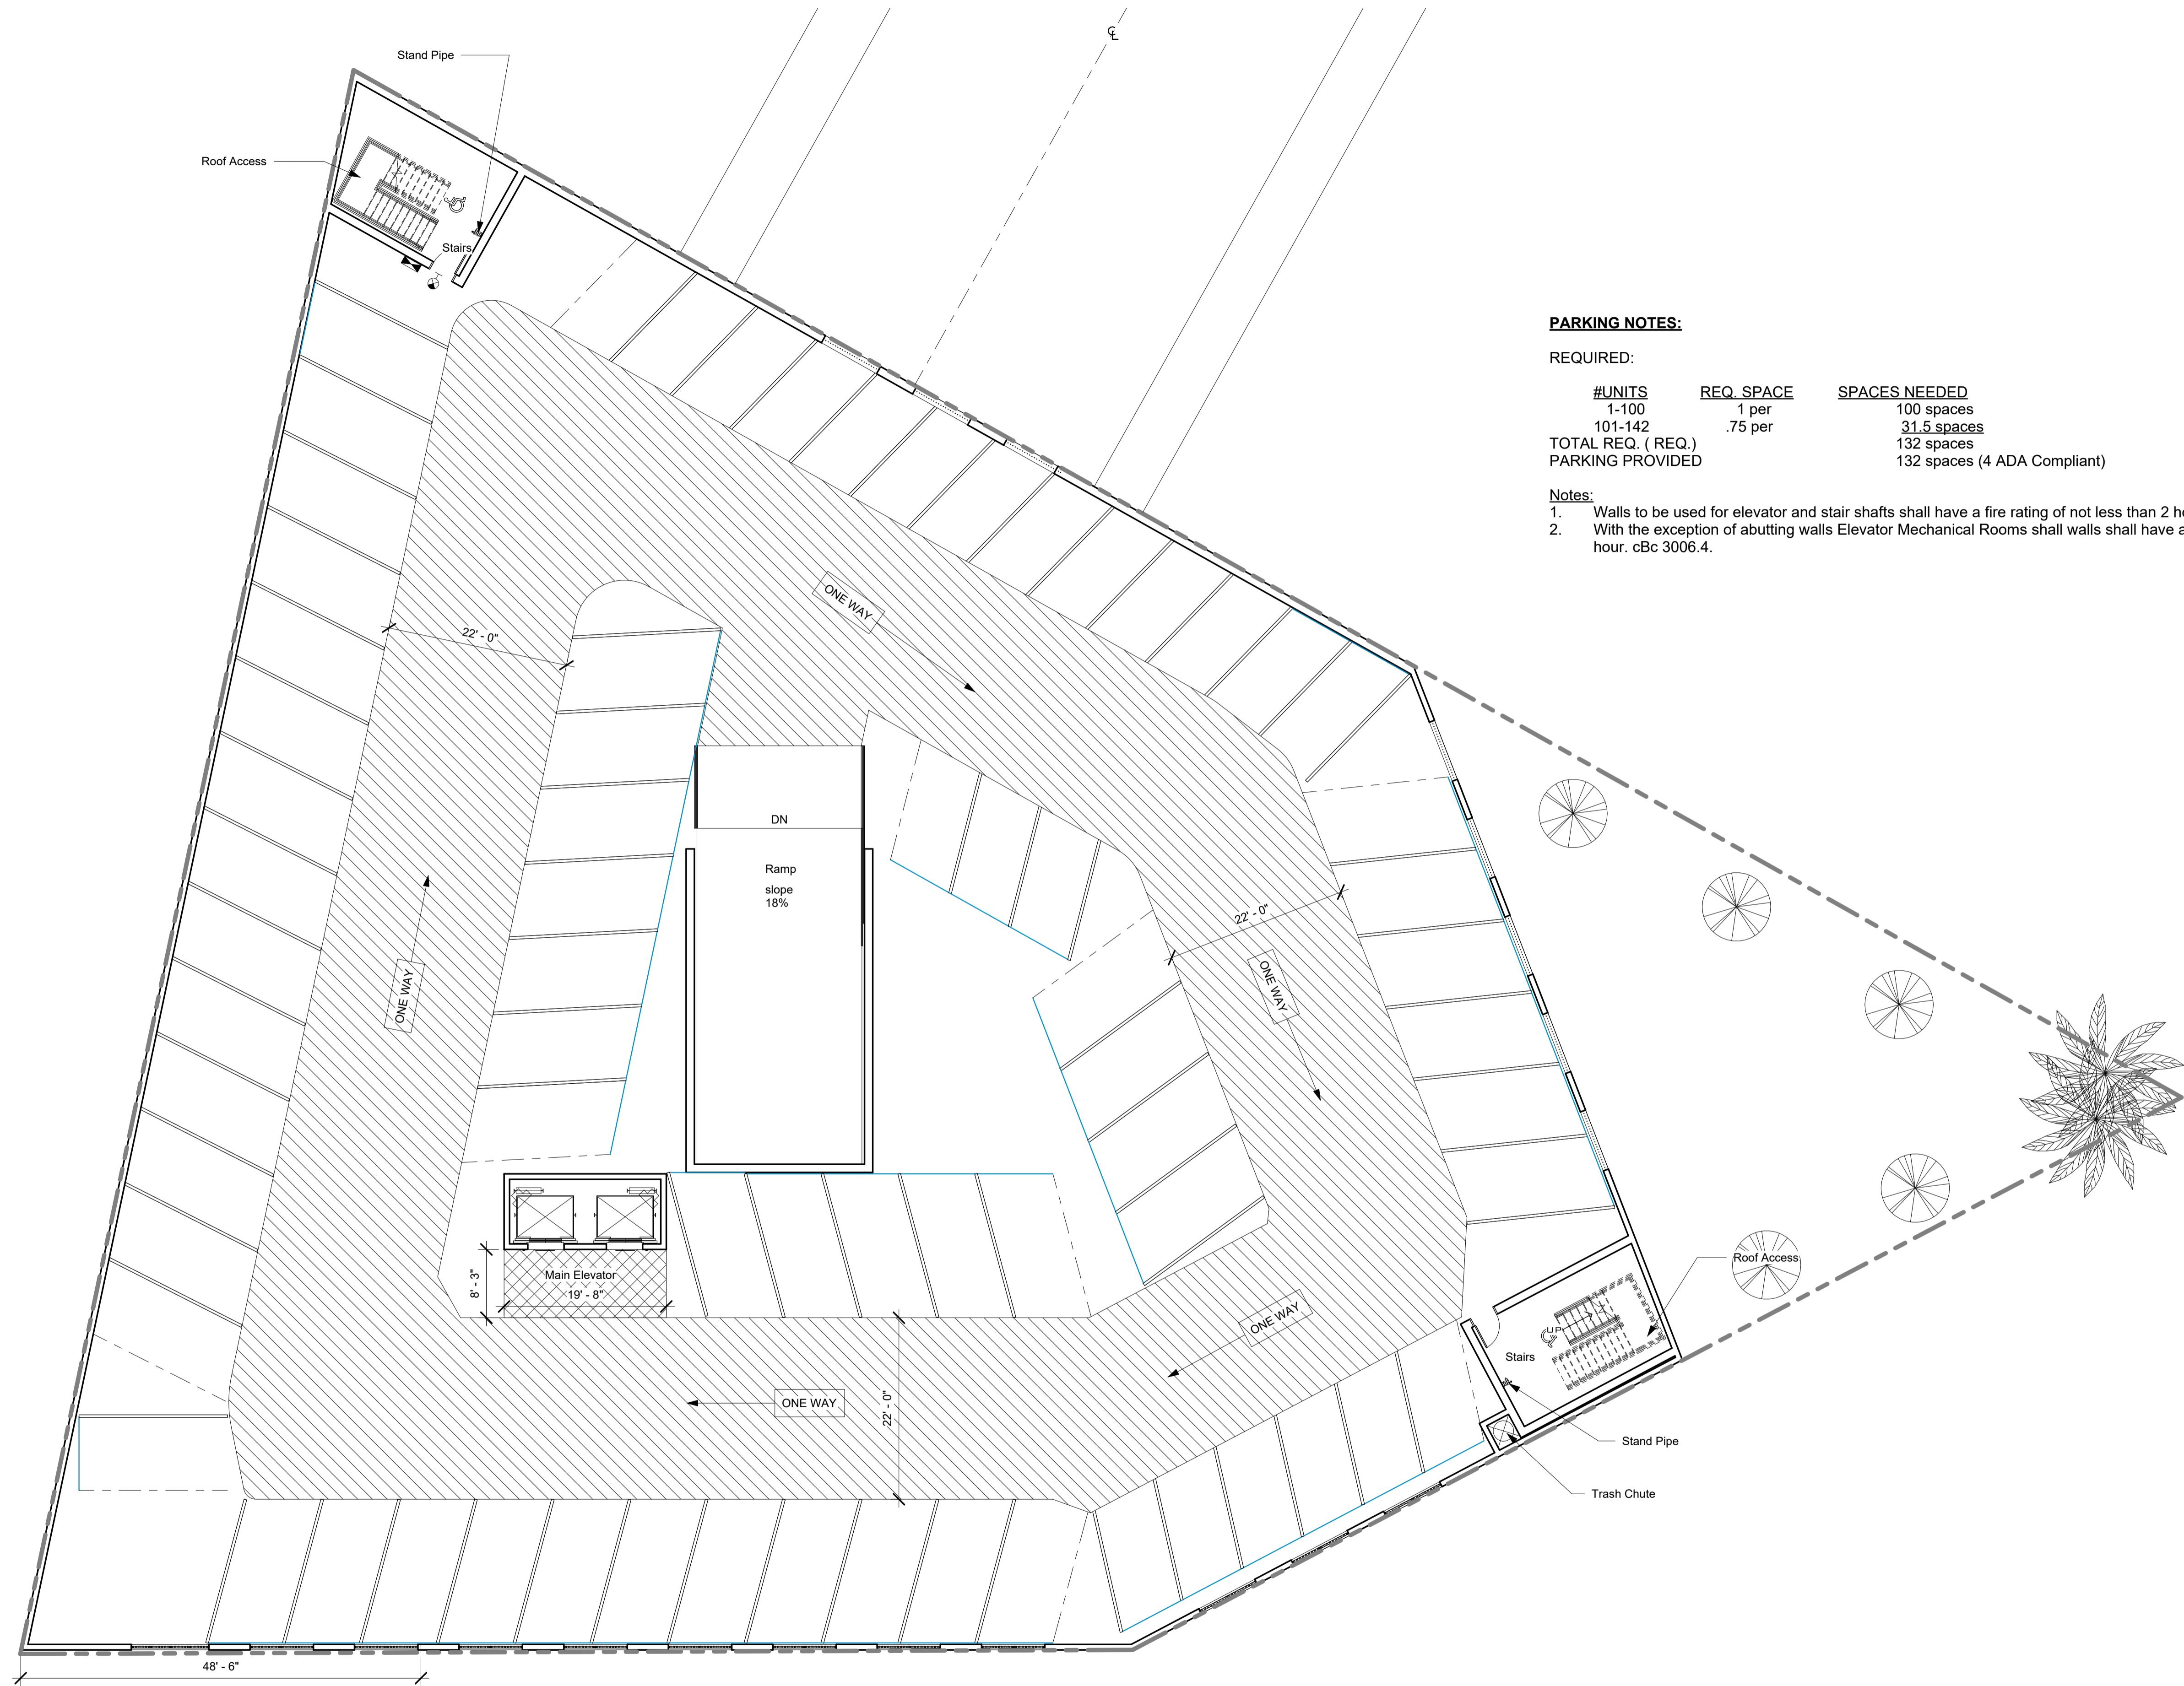 ℄
Stand Pipe
Roof Access
Stairs
PARKING NOTES:
REQUIRED:
#UNITS REQ. SPACE SPACES NEEDED
1-100 1 per 100 spaces
101-142 .75 per 31.5 spaces
TOTAL REQ. ( REQ.) 132 spaces
PARKING PROVIDED 132 spaces (4 ADA Compliant)
Notes:
1. Walls to be used for elevator and stair shafts shall have a fire rating of not less than 2 h
2. With the exception of abutting walls Elevator Mechanical Rooms shall walls shall have a
hour. cBc 3006.4.
ONE WAY
22' - 0"
DN
Ramp
slope
18%
22' - 0"
ONE WAY
ONE WAY
Main Elevator
19' - 8"
8' - 3"
Roof Access
ONE WAY
UP
Stairs
ONE WAY
22' - 0"
Stand Pipe
Trash Chute
48' - 6"